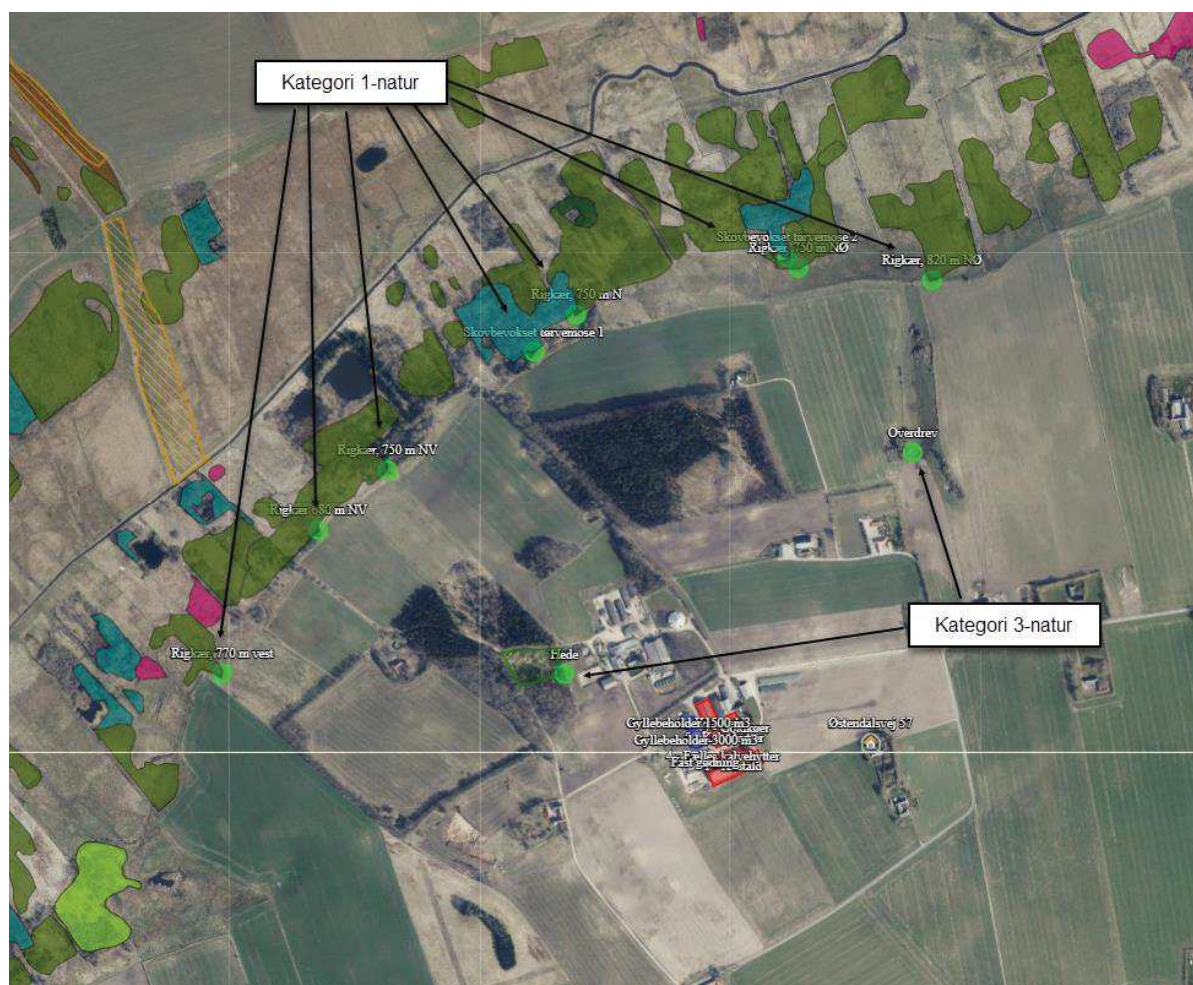 Kategori 1-natur
Skovbevokset tørvemose 2
Rigkær, 750 m NØ
Rigkær, 820 m NØ
Rigkær, 750 m N
Skovbevokset tørvemose 1
Overdrev
Rigkær, 750 m NV
Rigkær 680 m NV
Kategori 3-natur
Rigkær, 770 m vest
Hede
Gyllebeholder 1500 m3
Østendalsvej 57
Gyllebeholder 3000 m3
Fælles kalvehytter
Fast gødning